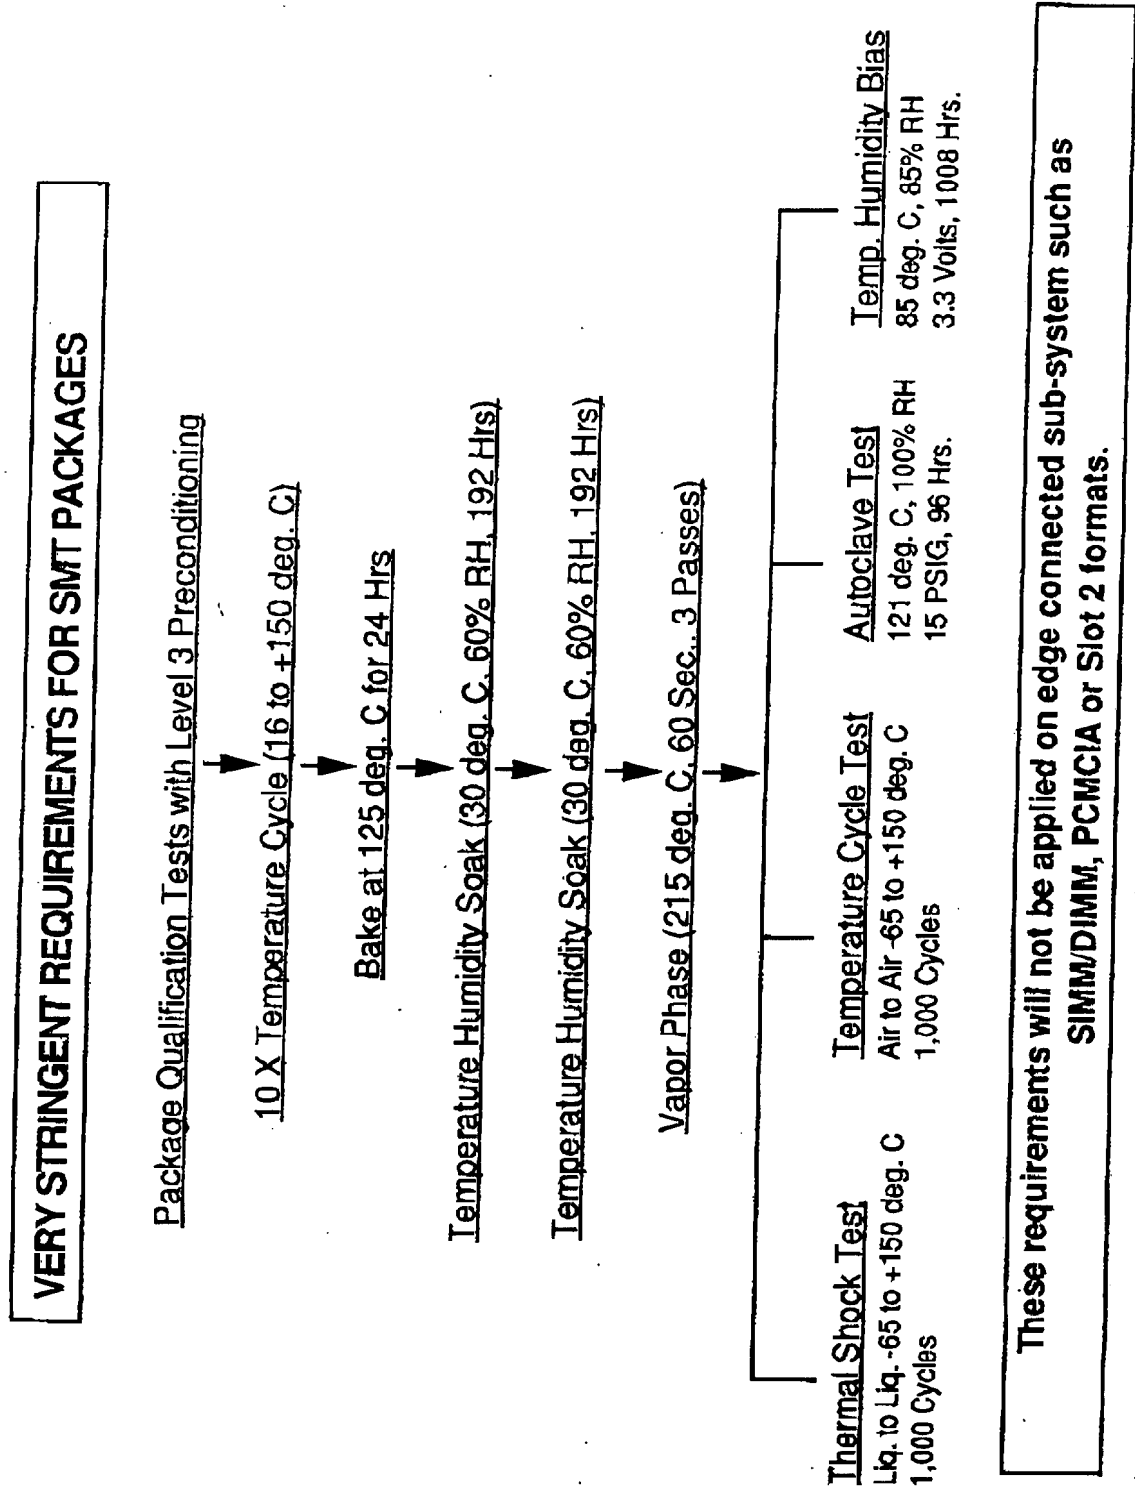 VERY STRINGENT REQUIREMENTS FOR SMT PACKAGES
Package Qualification Tests with Level 3 Preconditioning
10 X Temperature Cycle (16 to +150 deg. C)
Bake at 125 deg. C for 24 Hrs
Temperature Humidity Soak (30 deg. C, 60% RH, 192 Hrs)
Temperature Humidity Soak (30 deg. C, 60% RH, 192 Hrs)
Vapor Phase (215 deg. C, 60 Sec., 3 Passes)
Thermal Shock Test
Liq. to Liq. -65 to +150 deg. C
1,000 Cycles
Temperature Cycle Test
Air to Air -65 to +150 deg. C
1,000 Cycles
Autoclave Test
121 deg. C, 100% RH
15 PSIG, 96 Hrs.
Temp. Humidity Bias
85 deg. C, 85% RH
3.3 Volts, 1008 Hrs.
These requirements will not be applied on edge connected sub-system such as
SIMM/DIMM, PCMCIA or Slot 2 formats.